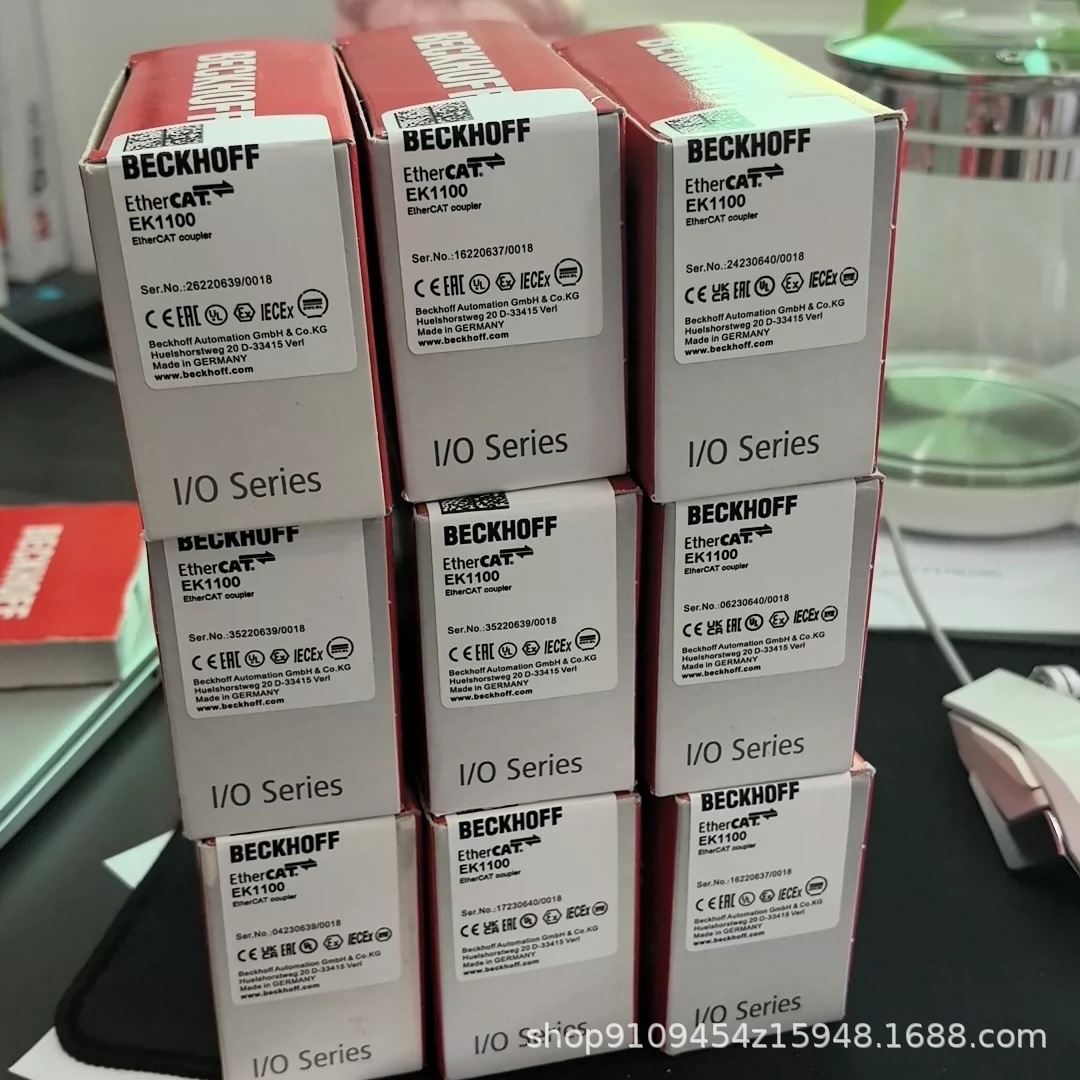 BECKHOFF
BECKHOFF
BECKHOFF
BECKHOFF
EtherCAT
EK1100
EtherCAT coupler
Ser.No.:26220639/0018
CE EAC UL Ex IECEx
Beckhoff Automation GmbH & Co.KG
Huelshorstweg 20 D-33415 Verl
Made in GERMANY
www.beckhoff.com
I/O Series
BECKHOFF
EtherCAT
EK1100
EtherCAT coupler
Ser.No.:16220637/0018
CE EAC UL Ex IECEx
Beckhoff Automation GmbH & Co.KG
Huelshorstweg 20 D-33415 Verl
Made in GERMANY
www.beckhoff.com
I/O Series
BECKHOFF
EtherCAT
EK1100
EtherCAT coupler
Ser.No.:24230640/0018
CE UKCA EAC UL Ex IECEx
Beckhoff Automation GmbH & Co.KG
Huelshorstweg 20 D-33415 Verl
Made in GERMANY
www.beckhoff.com
I/O Series
BECKHOFF
BECKHOFF
EtherCAT
EK1100
EtherCAT coupler
Ser.No.:35220639/0018
CE EAC UL Ex IECEx
Beckhoff Automation GmbH & Co.KG
Huelshorstweg 20 D-33415 Verl
Made in GERMANY
www.beckhoff.com
I/O Series
BECKHOFF
EtherCAT
EK1100
EtherCAT coupler
Ser.No.:35220639/0018
CE EAC UL Ex IECEx
Beckhoff Automation GmbH & Co.KG
Huelshorstweg 20 D-33415 Verl
Made in GERMANY
www.beckhoff.com
I/O Series
BECKHOFF
EtherCAT
EK1100
EtherCAT coupler
Ser.No.:06230640/0018
CE UKCA EAC UL Ex IECEx
Beckhoff Automation GmbH & Co.KG
Huelshorstweg 20 D-33415 Verl
Made in GERMANY
www.beckhoff.com
I/O Series
BECKHOFF
EtherCAT
EK1100
EtherCAT coupler
Ser.No.:04230639/0018
CE UKCA EAC UL Ex IECEx
Beckhoff Automation GmbH & Co.KG
Huelshorstweg 20 D-33415 Verl
Made in GERMANY
www.beckhoff.com
I/O Series
BECKHOFF
EtherCAT
EK1100
EtherCAT coupler
Ser.No.:17230640/0018
CE UKCA EAC UL Ex IECEx
Beckhoff Automation GmbH & Co.KG
Huelshorstweg 20 D-33415 Verl
Made in GERMANY
www.beckhoff.com
I/O Series
BECKHOFF
EtherCAT
EK1100
EtherCAT coupler
Ser.No.:16220637/0018
CE EAC UL Ex IECEx
Beckhoff Automation GmbH & Co.KG
Huelshorstweg 20 D-33415 Verl
Made in GERMANY
www.beckhoff.com
I/O Series
shop9109454z15948.1688.com